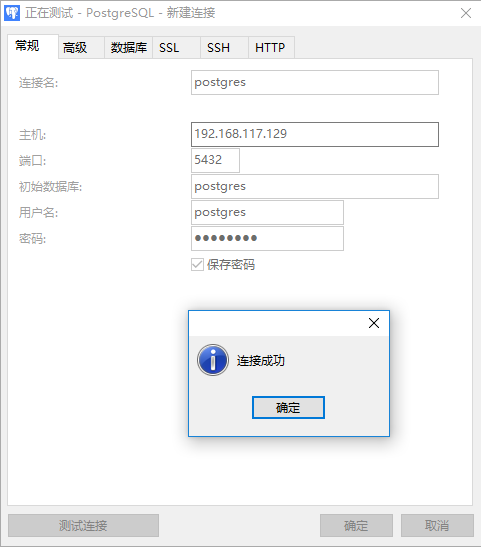 正在测试 - PostgreSQL - 新建连接
常规 高级 数据库 SSL SSH HTTP
连接名: postgres
主机: 192.168.117.129
端口: 5432
初始数据库: postgres
用户名: postgres
密码: ●●●●●●●●
保存密码
连接成功
确定
测试连接 确定 取消